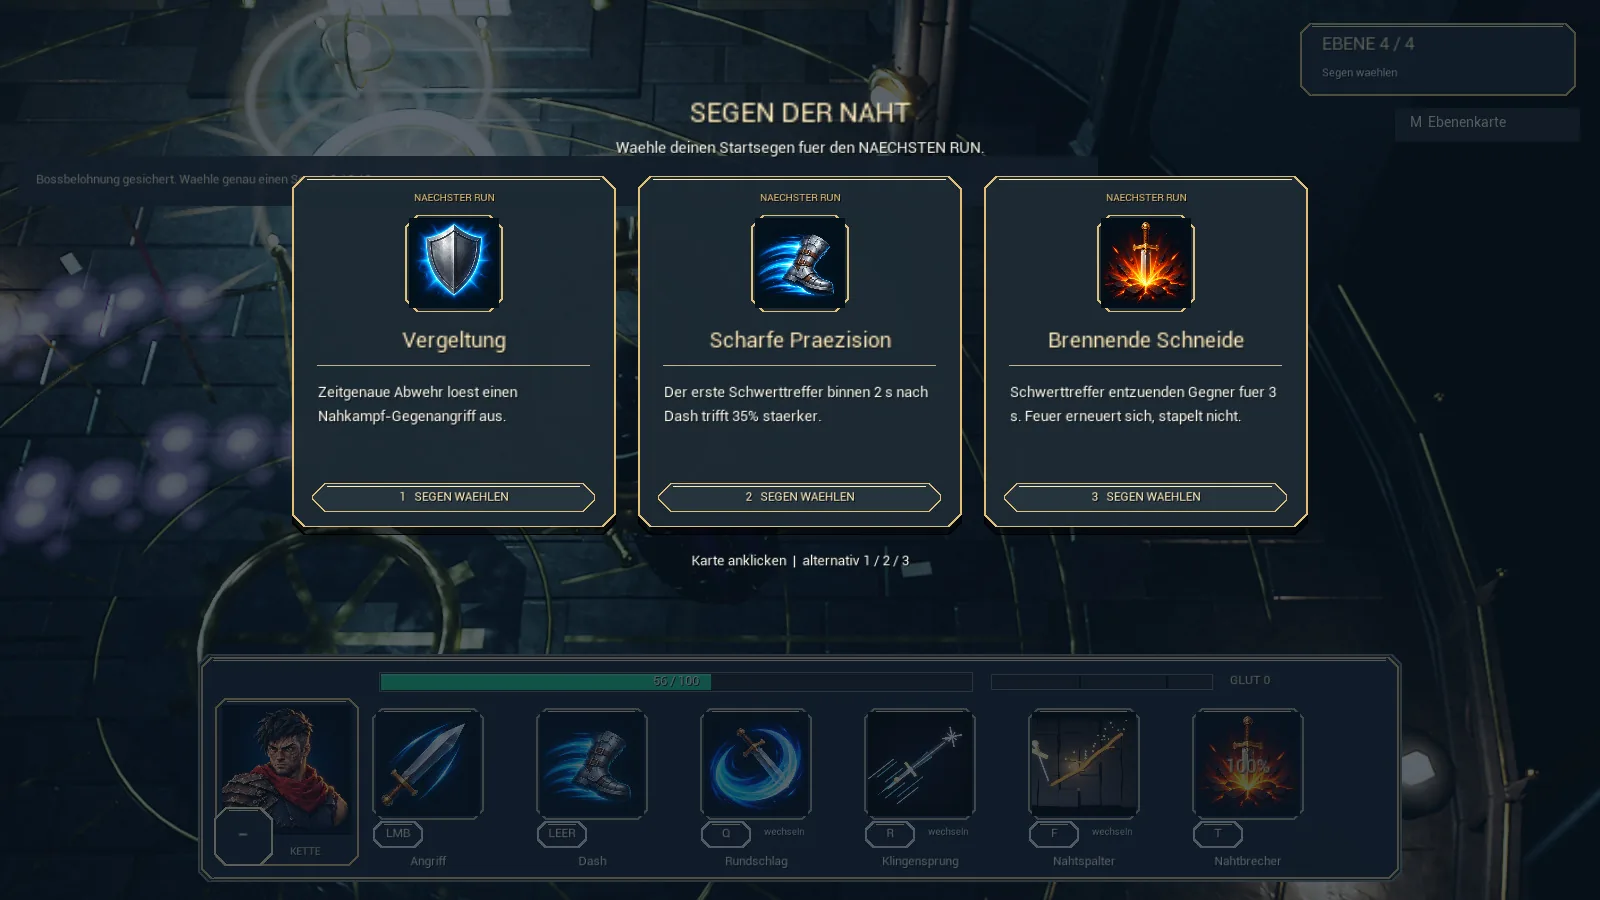 EBENE 4 / 4
Segen waehlen
M Ebenenkarte
SEGEN DER NAHT
Waehle deinen Startsegen fuer den NAECHSTEN RUN.
Bossbelohnung gesichert. Waehle genau einen
NAECHSTER RUN
Vergeltung
Zeitgenaue Abwehr loest einen
Nahkampf-Gegenangriff aus.
1 SEGEN WAEHLEN
NAECHSTER RUN
Scharfe Praezision
Der erste Schwerttreffer binnen 2 s nach
Dash trifft 35% staerker.
2 SEGEN WAEHLEN
NAECHSTER RUN
Brennende Schneide
Schwerttreffer entzuenden Gegner fuer 3
s. Feuer erneuert sich, stapelt nicht.
3 SEGEN WAEHLEN
Karte anklicken | alternativ 1 / 2 / 3
56 / 100
GLUT 0
100%
-
KETTE
LMB
Angriff
LEER
Dash
Q
wechseln
Rundschlag
R
wechseln
Klingensprung
F
wechseln
Nahtspalter
T
Nahtbrecher